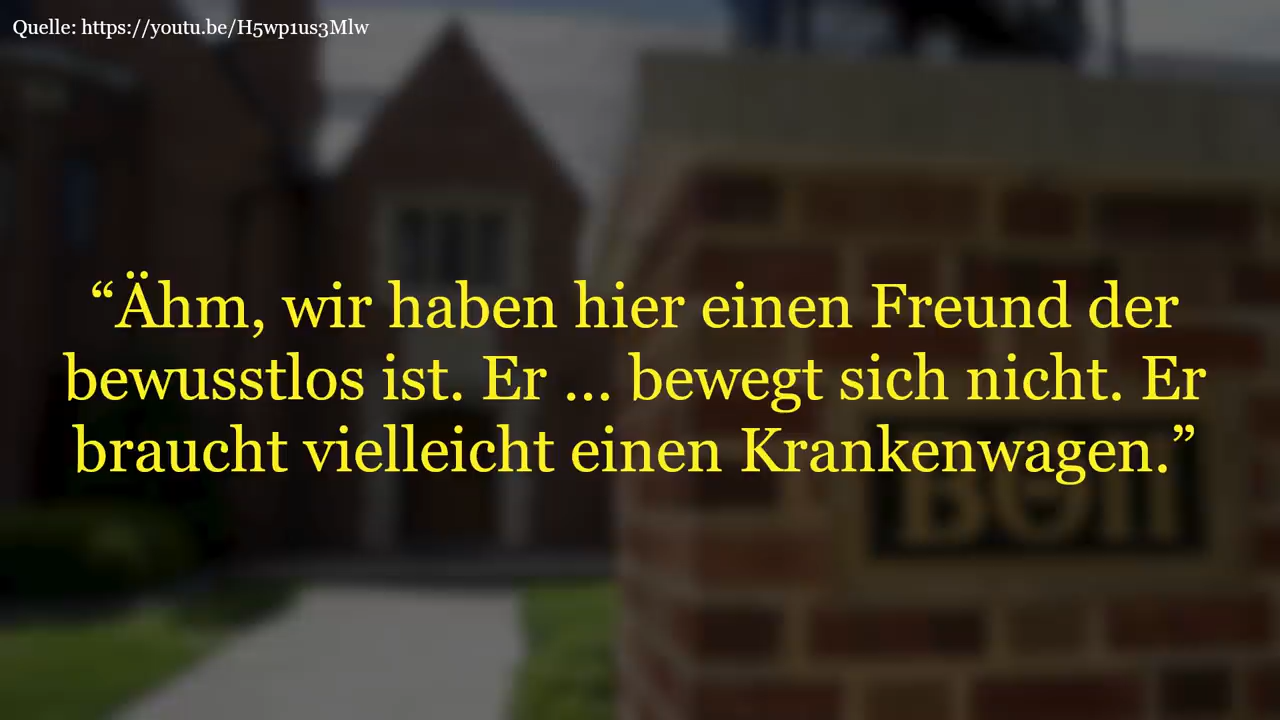 Quelle: https://youtu.be/H5wp1us3Mlw
“Ähm, wir haben hier einen Freund der
bewusstlos ist. Er ... bewegt sich nicht. Er
braucht vielleicht einen Krankenwagen.”
ΒΘΠ